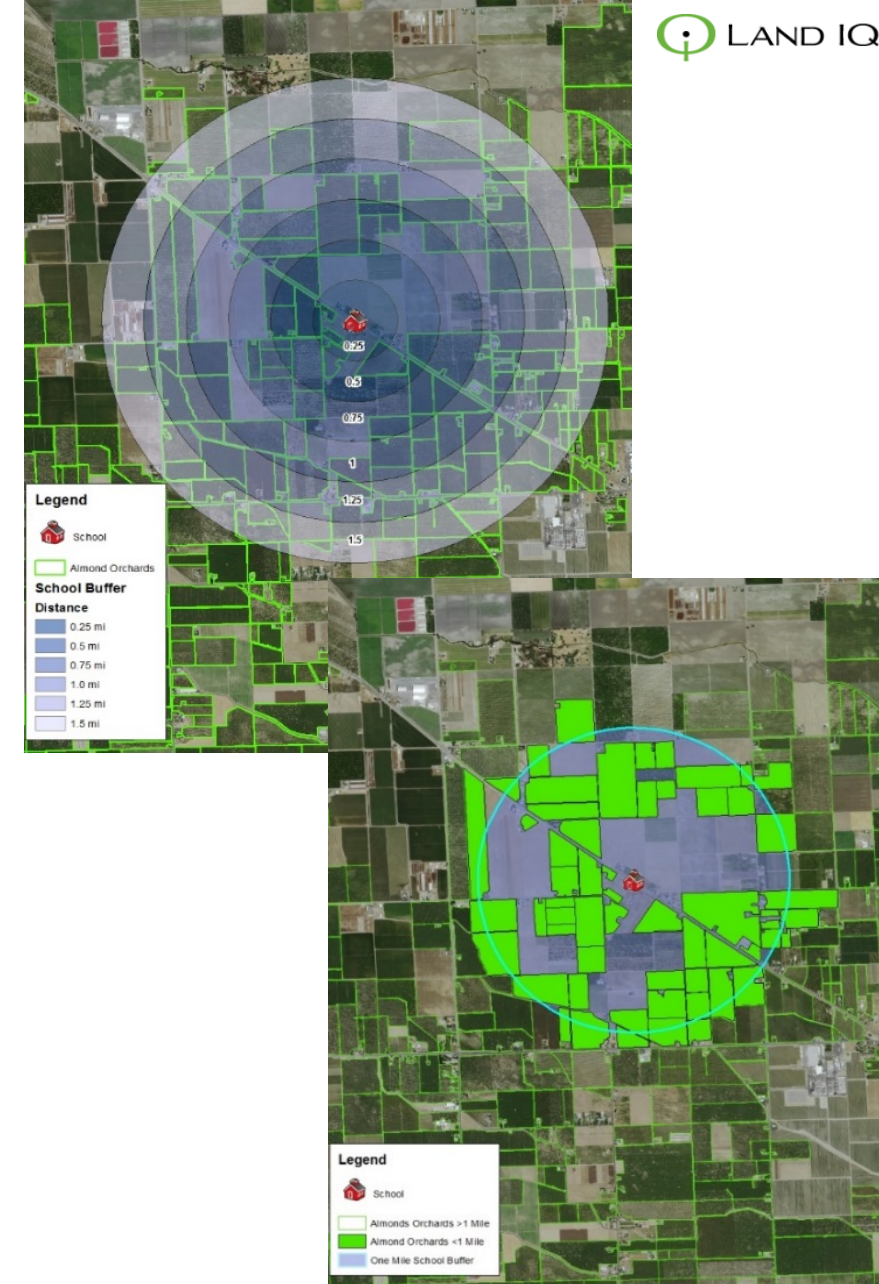 LAND IQ
0.25
0.5
0.75
1
1.25
1.5
Legend
School
Almond Orchards
School Buffer
Distance
0.25 mi
0.5 mi
0.75 mi
1.0 mi
1.25 mi
1.5 mi
Legend
School
Almonds Orchards >1 Mile
Almond Orchards <1 Mile
One Mile School Buffer